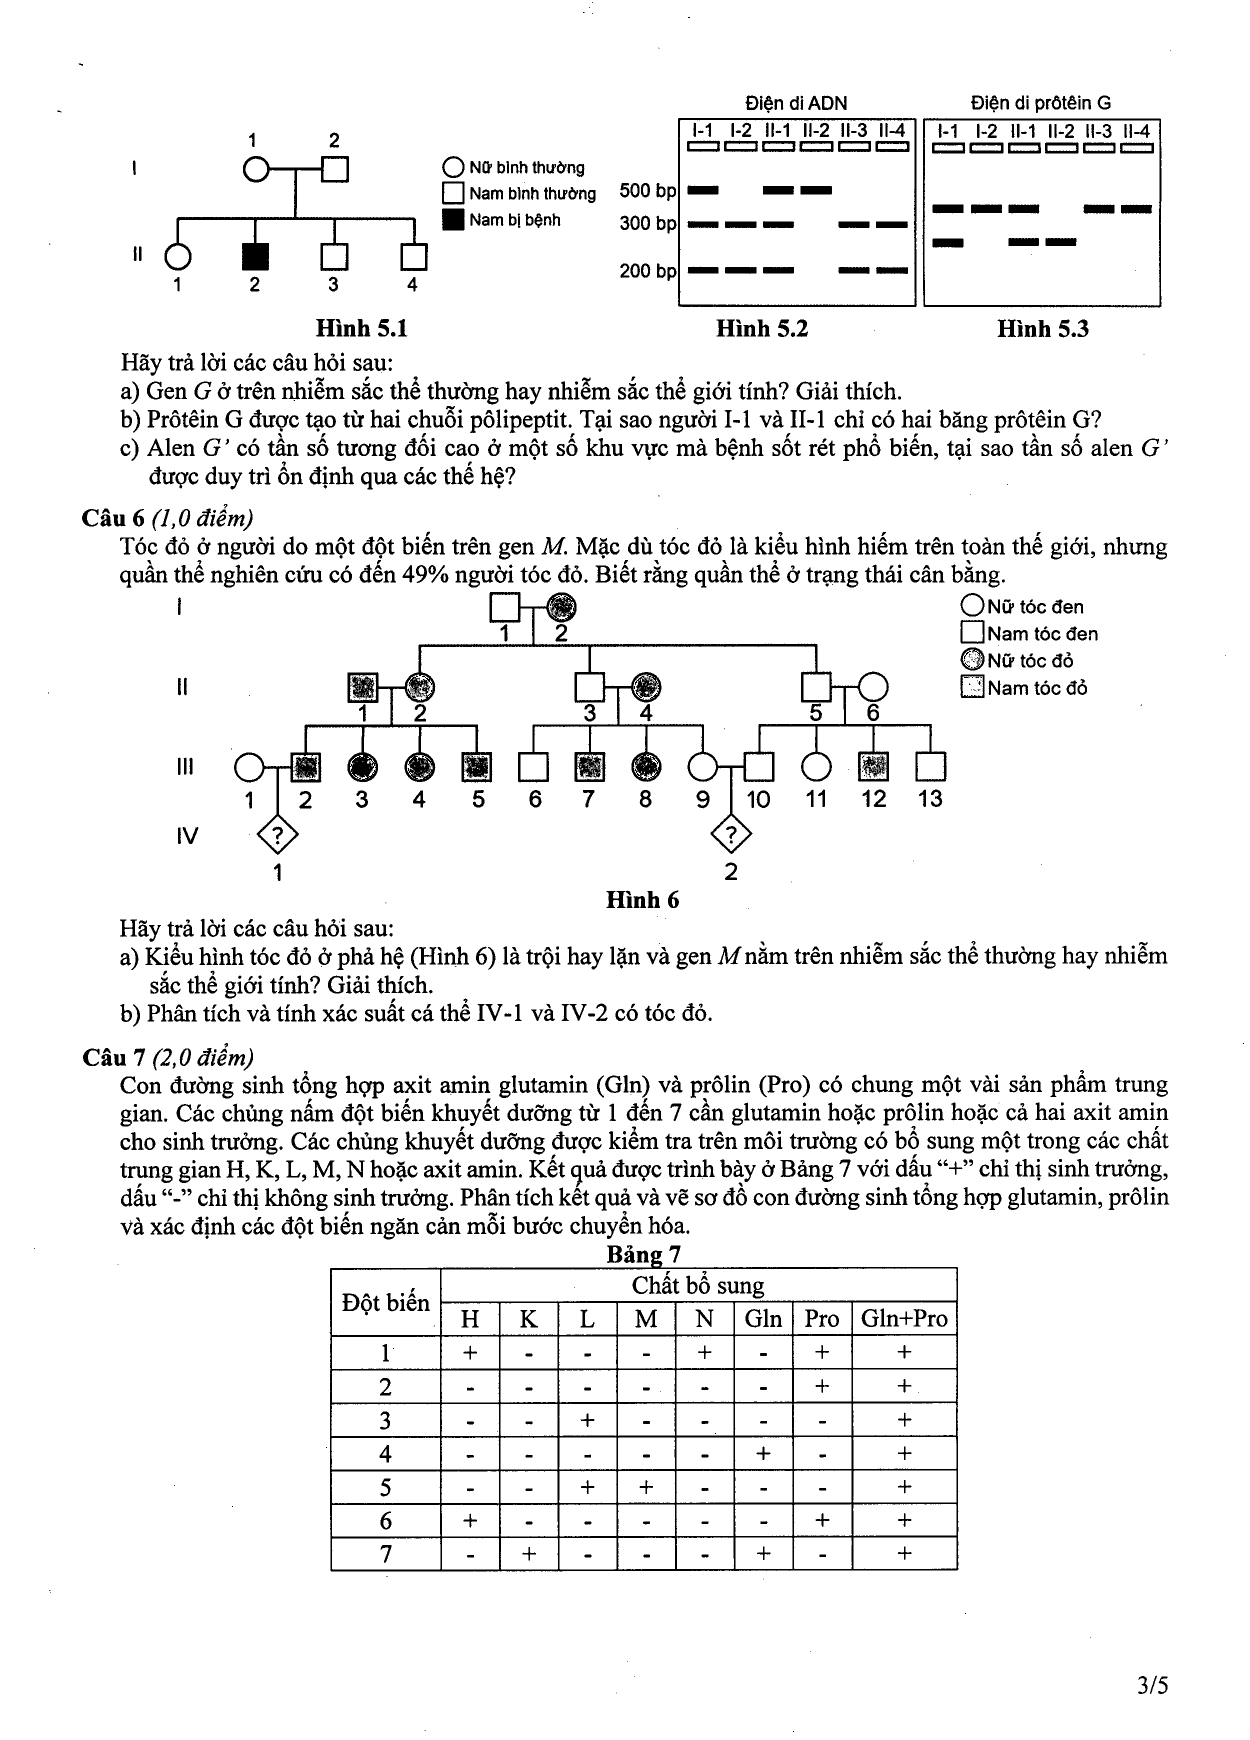 Điện di ADN
Điện di prôtêin G
I-1 I-2 II-1 II-2 II-3 II-4
I-1 I-2 II-1 II-2 II-3 II-4
1 2
I
Nữ bình thường
Nam bình thường
Nam bị bệnh
500 bp
300 bp
200 bp
II
1 2 3 4
Hình 5.1
Hình 5.2
Hình 5.3
Hãy trả lời các câu hỏi sau:
a) Gen G ở trên nhiễm sắc thể thường hay nhiễm sắc thể giới tính? Giải thích.
b) Prôtêin G được tạo từ hai chuỗi pôlipeptit. Tại sao người I-1 và II-1 chỉ có hai băng prôtêin G?
c) Alen G’ có tần số tương đối cao ở một số khu vực mà bệnh sốt rét phổ biến, tại sao tần số alen G’
được duy trì ổn định qua các thế hệ?
Câu 6 (1,0 điểm)
Tóc đỏ ở người do một đột biến trên gen M. Mặc dù tóc đỏ là kiểu hình hiếm trên toàn thế giới, nhưng
quần thể nghiên cứu có đến 49% người tóc đỏ. Biết rằng quần thể ở trạng thái cân bằng.
I
1 2
Nữ tóc đen
Nam tóc đen
Nữ tóc đỏ
Nam tóc đỏ
II
1 2 3 4 5 6
III
1 2 3 4 5 6 7 8 9 10 11 12 13
IV
? ?
1 2
Hình 6
Hãy trả lời các câu hỏi sau:
a) Kiểu hình tóc đỏ ở phả hệ (Hình 6) là trội hay lặn và gen M nằm trên nhiễm sắc thể thường hay nhiễm
sắc thể giới tính? Giải thích.
b) Phân tích và tính xác suất cá thể IV-1 và IV-2 có tóc đỏ.
Câu 7 (2,0 điểm)
Con đường sinh tổng hợp axit amin glutamin (Gln) và prôlin (Pro) có chung một vài sản phẩm trung
gian. Các chủng nấm đột biến khuyết dưỡng từ 1 đến 7 cần glutamin hoặc prôlin hoặc cả hai axit amin
cho sinh trưởng. Các chủng khuyết dưỡng được kiểm tra trên môi trường có bổ sung một trong các chất
trung gian H, K, L, M, N hoặc axit amin. Kết quả được trình bày ở Bảng 7 với dấu “+” chỉ thị sinh trưởng,
dấu “-” chỉ thị không sinh trưởng. Phân tích kết quả và vẽ sơ đồ con đường sinh tổng hợp glutamin, prôlin
và xác định các đột biến ngăn cản mỗi bước chuyển hóa.
Bảng 7
Đột biến
Chất bổ sung
H K L M N Gln Pro Gln+Pro
1 + - - - + - + +
2 - - - - - - + +
3 - - + - - - - +
4 - - - - - + - +
5 - - + + - - - +
6 + - - - - - + +
7 - + - - - + - +
3/5